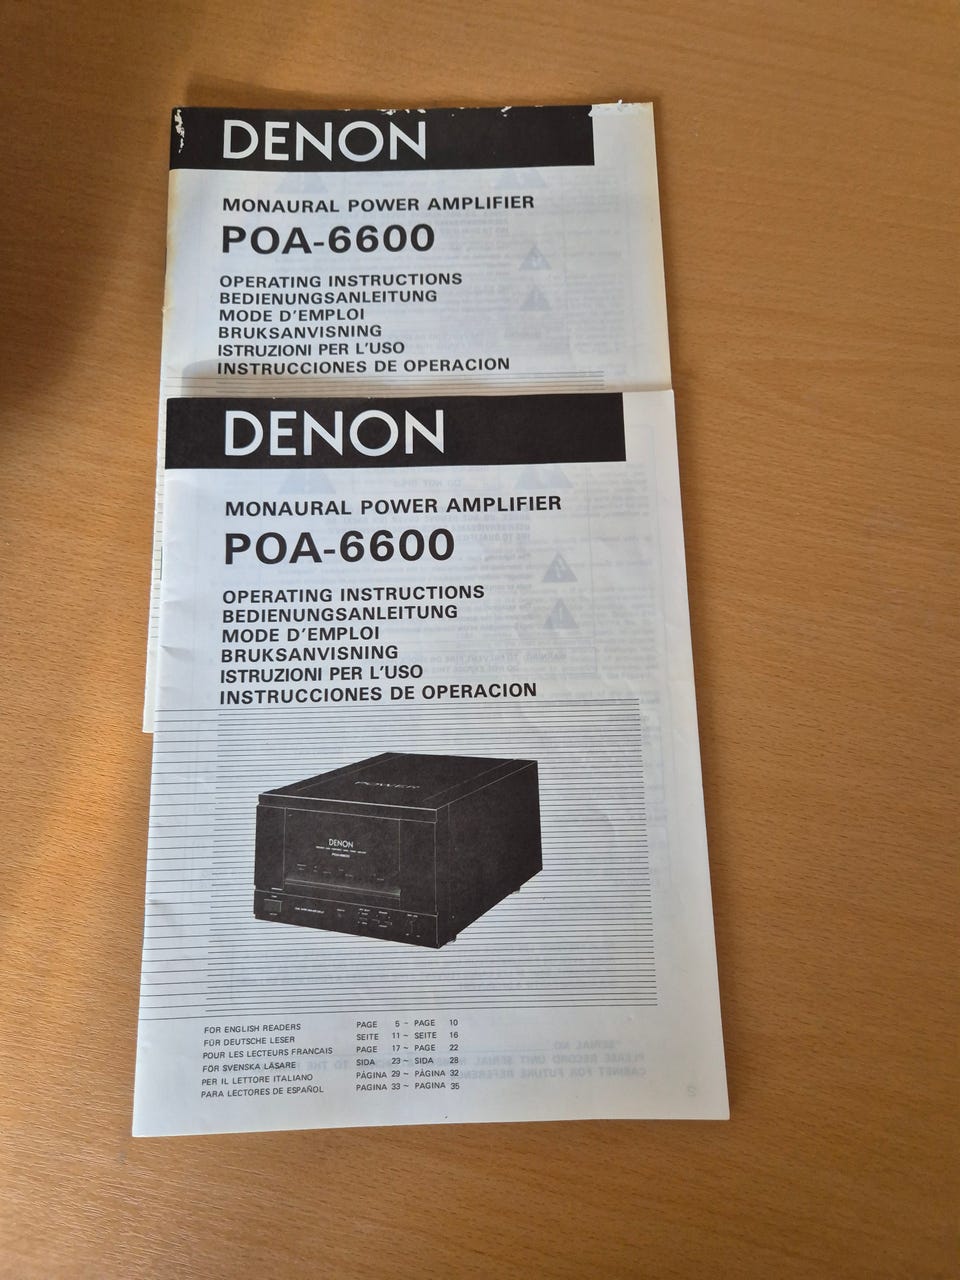 DENON
MONAURAL POWER AMPLIFIER
POA-6600
OPERATING INSTRUCTIONS
BEDIENUNGSANLEITUNG
MODE D'EMPLOI
BRUKSANVISNING
ISTRUZIONI PER L'USO
INSTRUCCIONES DE OPERACION
DENON
MONAURAL POWER AMPLIFIER
POA-6600
OPERATING INSTRUCTIONS
BEDIENUNGSANLEITUNG
MODE D'EMPLOI
BRUKSANVISNING
ISTRUZIONI PER L'USO
INSTRUCCIONES DE OPERACION
POWER
DENON
POA-6600
FOR ENGLISH READERS PAGE 5 ~ PAGE 10
FÜR DEUTSCHE LESER SEITE 11 ~ SEITE 16
POUR LES LECTEURS FRANCAIS PAGE 17 ~ PAGE 22
FÖR SVENSKA LÄSARE SIDA 23 ~ SIDA 28
PER IL LETTORE ITALIANO PÁGINA 29 ~ PÁGINA 32
PARA LECTORES DE ESPAÑOL PAGINA 33 ~ PAGINA 35